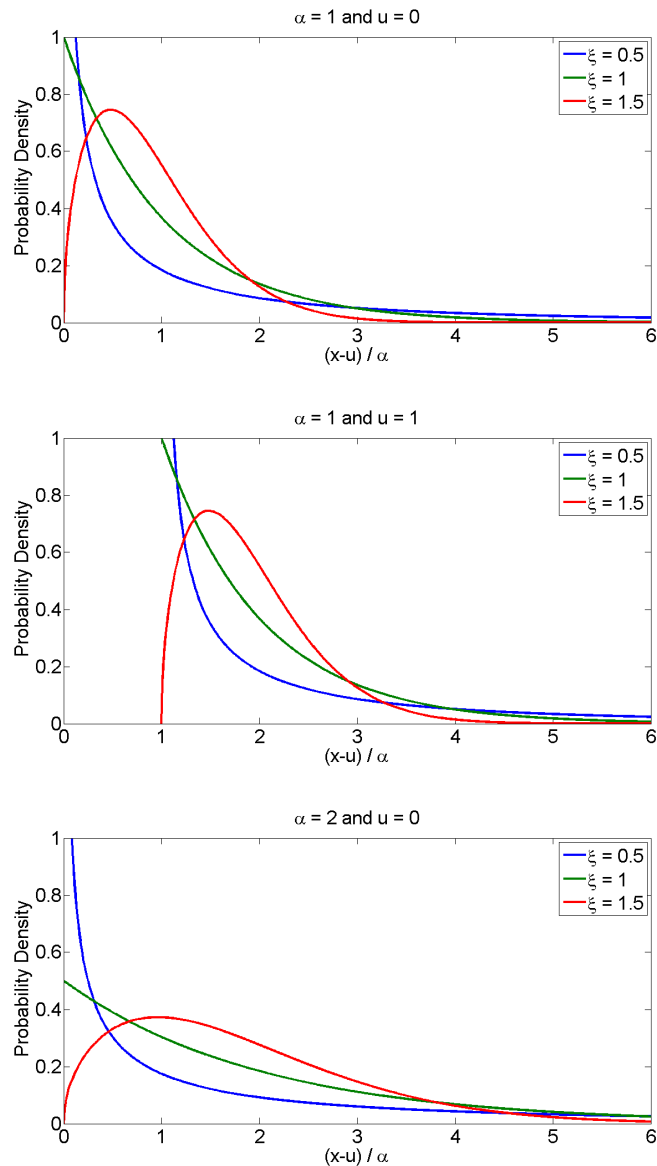 α = 1 and u = 0
1
0.8
0.6
0.4
0.2
0
Probability Density
ξ = 0.5
ξ = 1
ξ = 1.5
0 1 2 3 4 5 6
(x-u) / α
α = 1 and u = 1
1
0.8
0.6
0.4
0.2
0
Probability Density
ξ = 0.5
ξ = 1
ξ = 1.5
0 1 2 3 4 5 6
(x-u) / α
α = 2 and u = 0
1
0.8
0.6
0.4
0.2
0
Probability Density
ξ = 0.5
ξ = 1
ξ = 1.5
0 1 2 3 4 5 6
(x-u) / α